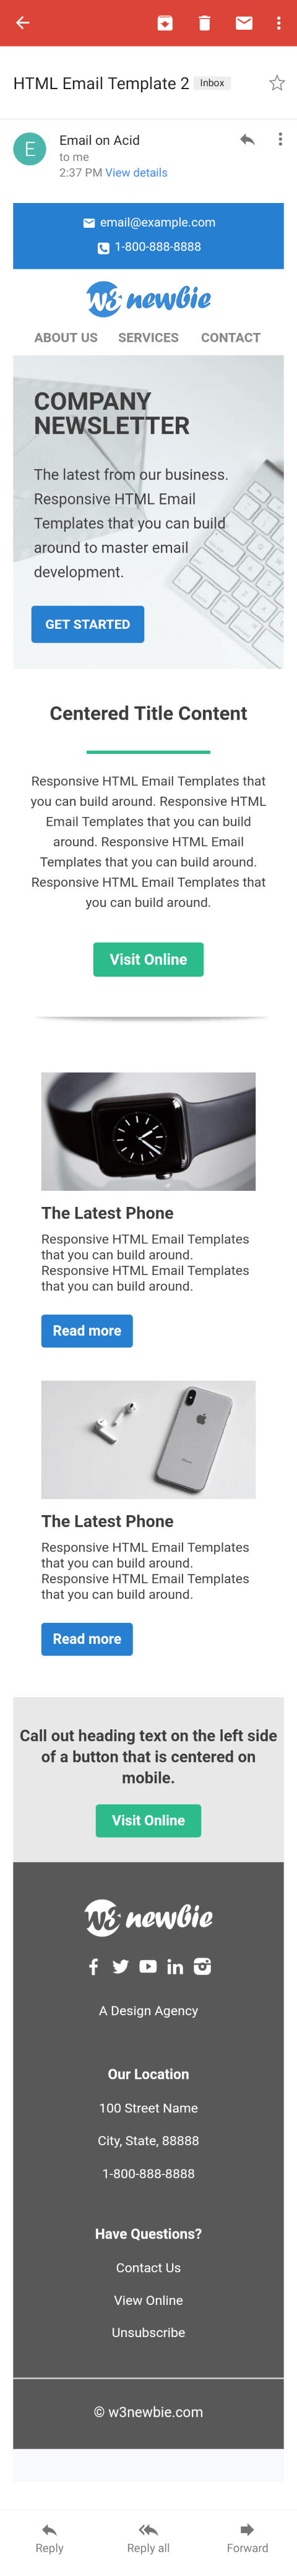 HTML Email Template 2 Inbox
E
Email on Acid
to me
2:37 PM View details
email@example.com
1-800-888-8888
W3 newbie
ABOUT US SERVICES CONTACT
COMPANY
NEWSLETTER
The latest from our business.
Responsive HTML Email
Templates that you can build
around to master email
development.
GET STARTED
Centered Title Content
Responsive HTML Email Templates that
you can build around. Responsive HTML
Email Templates that you can build
around. Responsive HTML Email
Templates that you can build around.
Responsive HTML Email Templates that
you can build around.
Visit Online
The Latest Phone
Responsive HTML Email Templates
that you can build around.
Responsive HTML Email Templates
that you can build around.
Read more
The Latest Phone
Responsive HTML Email Templates
that you can build around.
Responsive HTML Email Templates
that you can build around.
Read more
Call out heading text on the left side
of a button that is centered on
mobile.
Visit Online
W3 newbie
A Design Agency
Our Location
100 Street Name
City, State, 88888
1-800-888-8888
Have Questions?
Contact Us
View Online
Unsubscribe
© w3newbie.com
Reply Reply all Forward